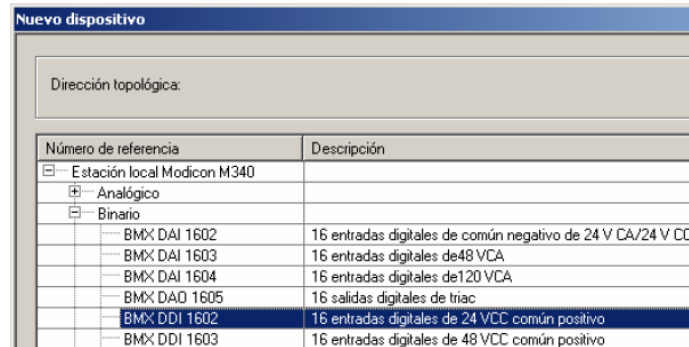 Nuevo dispositivo
Dirección topológica:
Número de referencia Descripción
Estación local Modicon M340
Analógico
Binario
BMX DAI 1602 16 entradas digitales de común negativo de 24 V CA/24 V CC
BMX DAI 1603 16 entradas digitales de48 VCA
BMX DAI 1604 16 entradas digitales de120 VCA
BMX DAO 1605 16 salidas digitales de triac
BMX DDI 1602 16 entradas digitales de 24 VCC común positivo
BMX DDI 1603 16 entradas digitales de 48 VCC común positivo